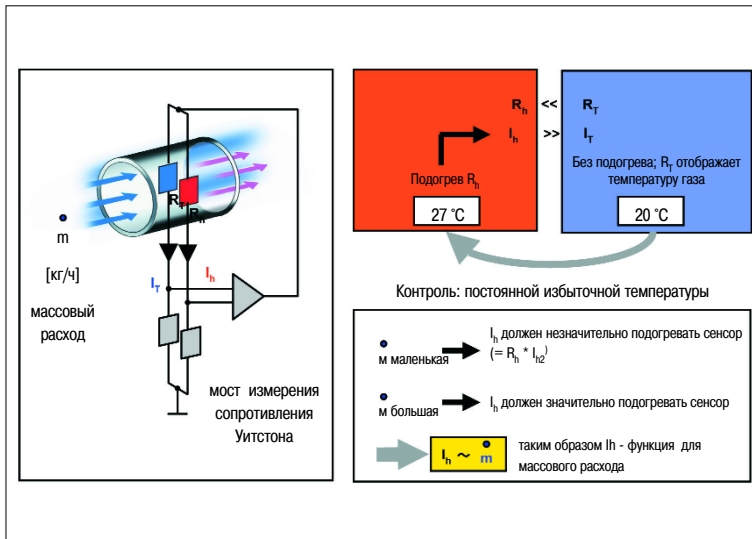 R_T
R_h
ṁ
[кг/ч]
массовый
расход
I_T
I_h
мост измерения
сопротивления
Уитстона
R_h << R_T
I_h >> I_T
Подогрев R_h
27 °C
Без подогрева; R_T отображает
температуру газа
20 °C
Контроль: постоянной избыточной температуры
м маленькая
I_h должен незначительно подогревать сенсор
(= R_h * I_h2)
м большая
I_h должен значительно подогревать сенсор
I_h ~ ṁ
таким образом Ih - функция для
массового расхода